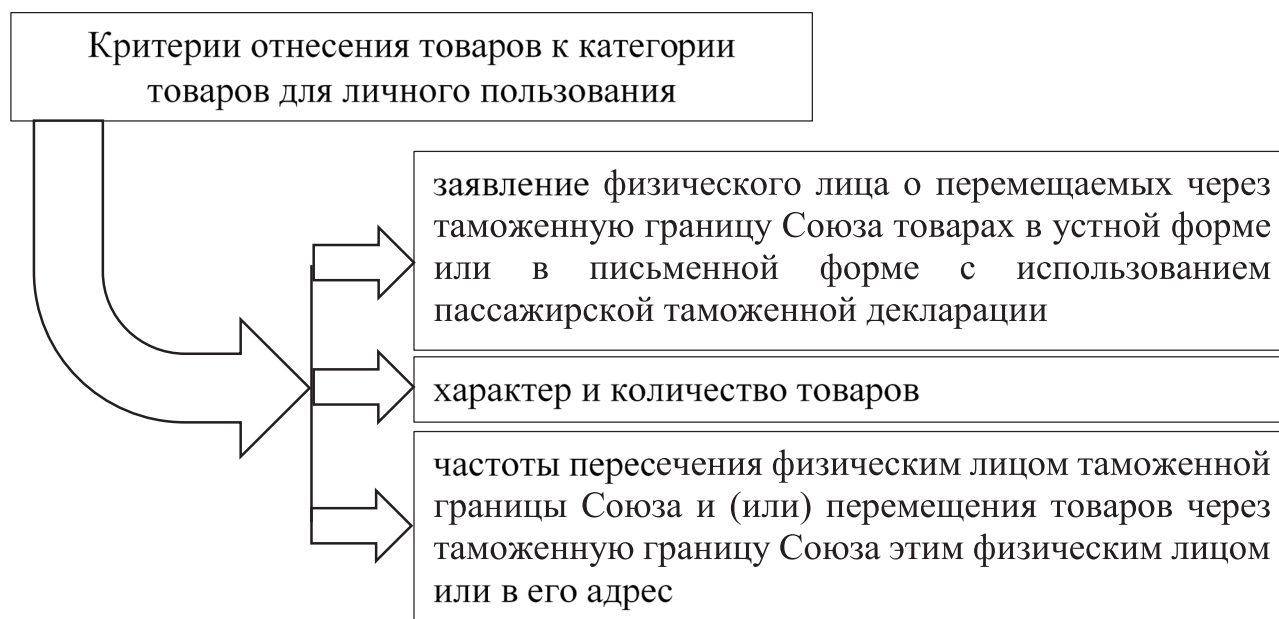 Критерии отнесения товаров к категории
товаров для личного пользования
заявление физического лица о перемещаемых через
таможенную границу Союза товарах в устной форме
или в письменной форме с использованием
пассажирской таможенной декларации
характер и количество товаров
частоты пересечения физическим лицом таможенной
границы Союза и (или) перемещения товаров через
таможенную границу Союза этим физическим лицом
или в его адрес